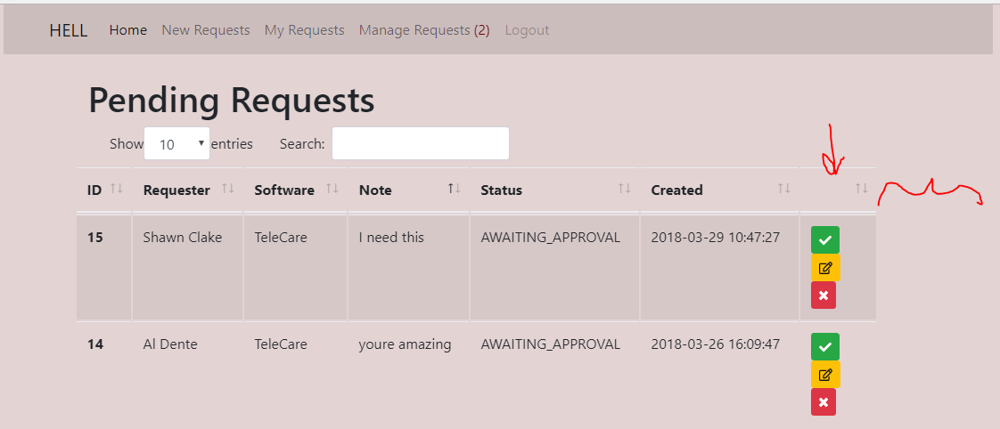 HELL Home New Requests My Requests Manage Requests (2) Logout
Pending Requests
Show 10 entries Search:
ID Requester Software Note Status Created
15 Shawn Clake TeleCare I need this AWAITING_APPROVAL 2018-03-29 10:47:27
14 Al Dente TeleCare youre amazing AWAITING_APPROVAL 2018-03-26 16:09:47